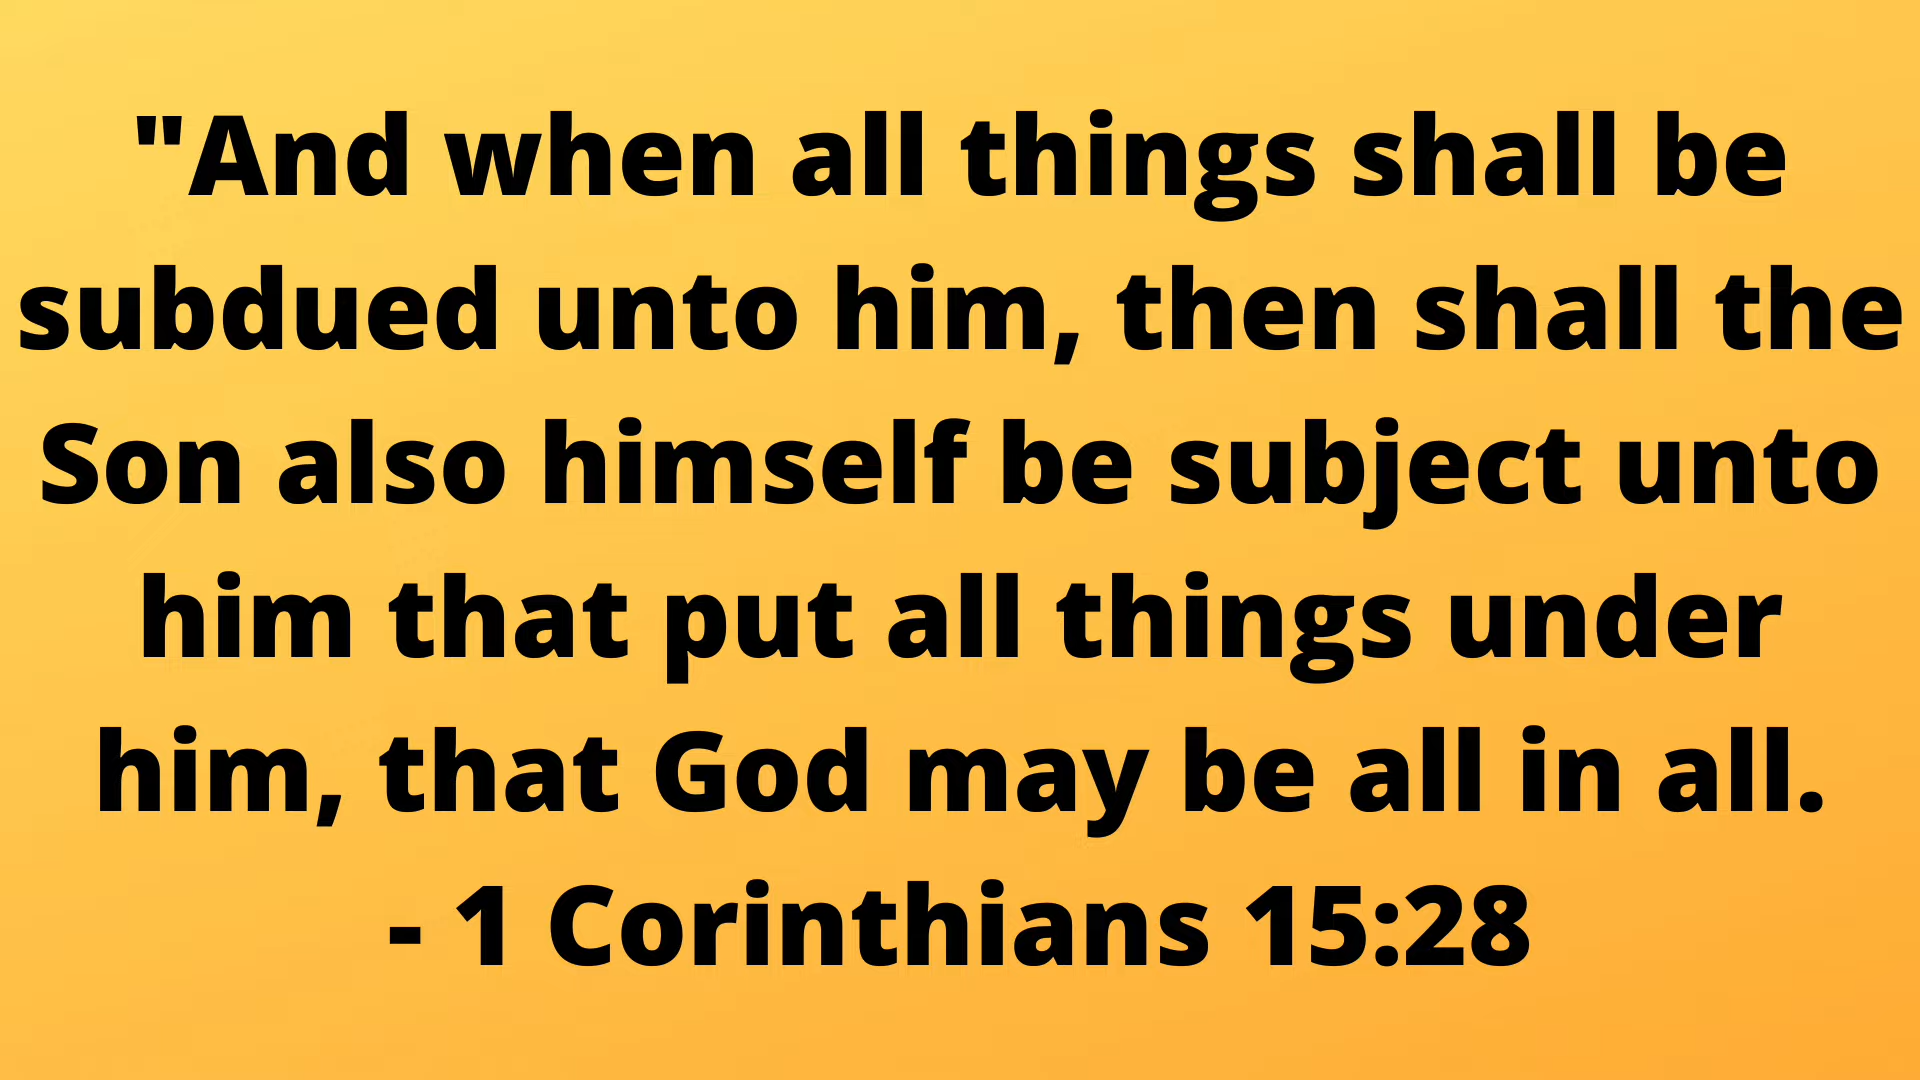 "And when all things shall be
subdued unto him, then shall the
Son also himself be subject unto
him that put all things under
him, that God may be all in all.
- 1 Corinthians 15:28